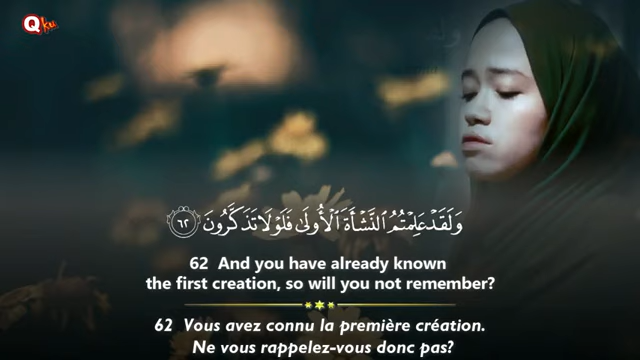 Qku
وَلَقَدْ عَلِمْتُمُ النَّشْأَةَ الْأُولَىٰ فَلَوْلَا تَذَكَّرُونَ ٦٢
62 And you have already known
the first creation, so will you not remember?
62 Vous avez connu la première création.
Ne vous rappelez-vous donc pas?